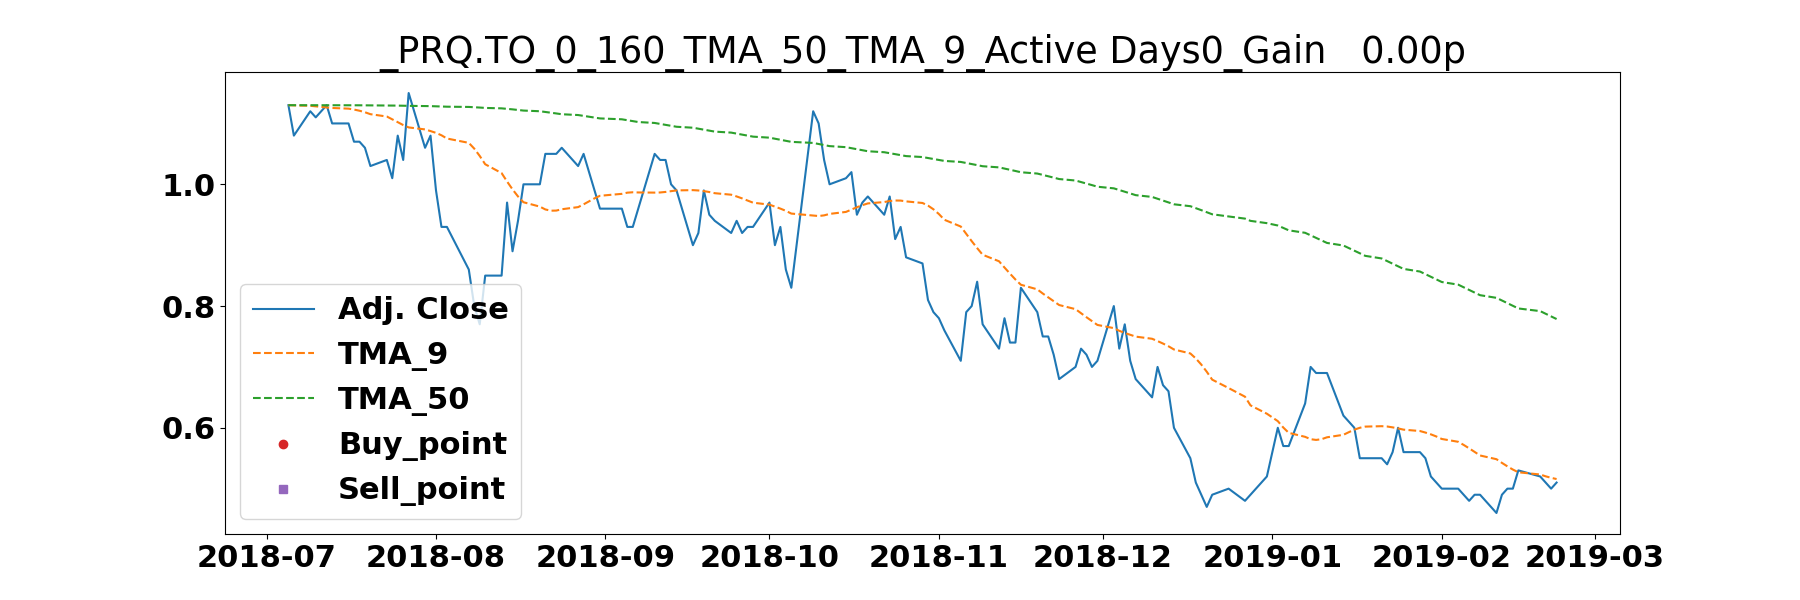 _PRQ.TO_0_160_TMA_50_TMA_9_Active Days0_Gain   0.00p
1.0
0.8
0.6
Adj. Close
TMA_9
TMA_50
Buy_point
Sell_point
2018-07 2018-08 2018-09 2018-10 2018-11 2018-12 2019-01 2019-02 2019-03